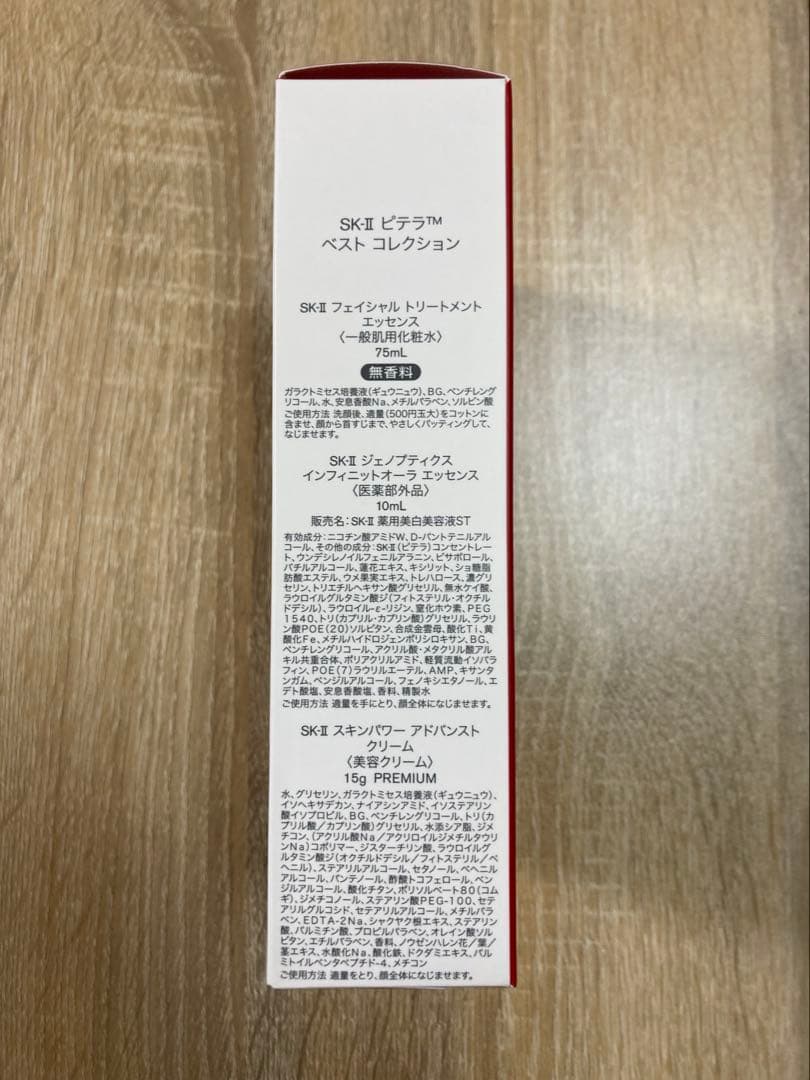 SK-Ⅱ ピテラ™
ベスト コレクション
SK-Ⅱ フェイシャル トリートメント
エッセンス
〈一般肌用化粧水〉
75mL
無香料
ガラクトミセス培養液(ギュウニュウ)、BG、ペンチレング
リコール、水、安息香酸Na、メチルパラベン、ソルビン酸
ご使用方法 洗顔後、適量(500円玉大)をコットンに
含ませ、顔から首すじまで、やさしくパッティングして、
なじませます。
SK-Ⅱ ジェノプティクス
インフィニットオーラ エッセンス
〈医薬部外品〉
10mL
販売名:SK-Ⅱ 薬用美白美容液ST
有効成分:ニコチン酸アミドW、D-パントテニルアル
コール、その他の成分:SK-Ⅱ(ピテラ)コンセントレー
ト、ウンデシレノイルフェニルアラニン、ビサボロール、
バチルアルコール、蓮花エキス、キシリット、ショ糖脂
肪酸エステル、ウメ果実エキス、トレハロース、濃グリ
セリン、トリエチルヘキサン酸グリセリル、無水ケイ酸、
ラウロイルグルタミン酸ジ(フィトステリル・オクチル
ドデシル)、ラウロイル-ε-リジン、窒化ホウ素、PEG
1540、トリ(カプリル・カプリン酸)グリセリル、ラウリ
ン酸POE(20)ソルビタン、合成金雲母、酸化Ti、黄
酸化Fe、メチルハイドロジェンポリシロキサン、BG、
ペンチレングリコール、アクリル酸・メタクリル酸アル
キル共重合体、ポリアクリルアミド、軽質流動イソパラ
フィン、POE(7)ラウリルエーテル、AMP、キサンタ
ンガム、ベンジルアルコール、フェノキシエタノール、エ
デト酸塩、安息香酸塩、香料、精製水
ご使用方法 適量を手にとり、顔全体になじませます。
SK-Ⅱ スキンパワー アドバンスト
クリーム
〈美容クリーム〉
15g PREMIUM
水、グリセリン、ガラクトミセス培養液(ギュウニュウ)、
イソヘキサデカン、ナイアシンアミド、イソステアリン
酸イソプロピル、BG、ペンチレングリコール、トリ(カ
プリル酸/カプリン酸)グリセリル、水添シア脂、ジメ
チコン、(アクリル酸Na/アクリロイルジメチルタウリ
ンNa)コポリマー、ジスターチリン酸、ラウロイルグ
ルタミン酸ジ(オクチルドデシル/フィトステリル/ベ
ヘニル)、ステアリルアルコール、セタノール、ベヘニル
アルコール、パンテノール、酢酸トコフェロール、ベン
ジルアルコール、酸化チタン、ポリソルベート80(コム
ギ)、ジメチコノール、ステアリン酸PEG-100、セテ
アリルグルコシド、セテアリルアルコール、メチルパラ
ベン、EDTA-2Na、シャクヤク根エキス、ステアリン
酸、パルミチン酸、プロピルパラベン、オレイン酸ソル
ビタン、エチルパラベン、香料、ノウゼンハレン花/葉/
茎エキス、水酸化Na、酸化鉄、ドクダミエキス、パル
ミトイルペンタペプチド-4、メチコン
ご使用方法 適量をとり、顔全体になじませます。